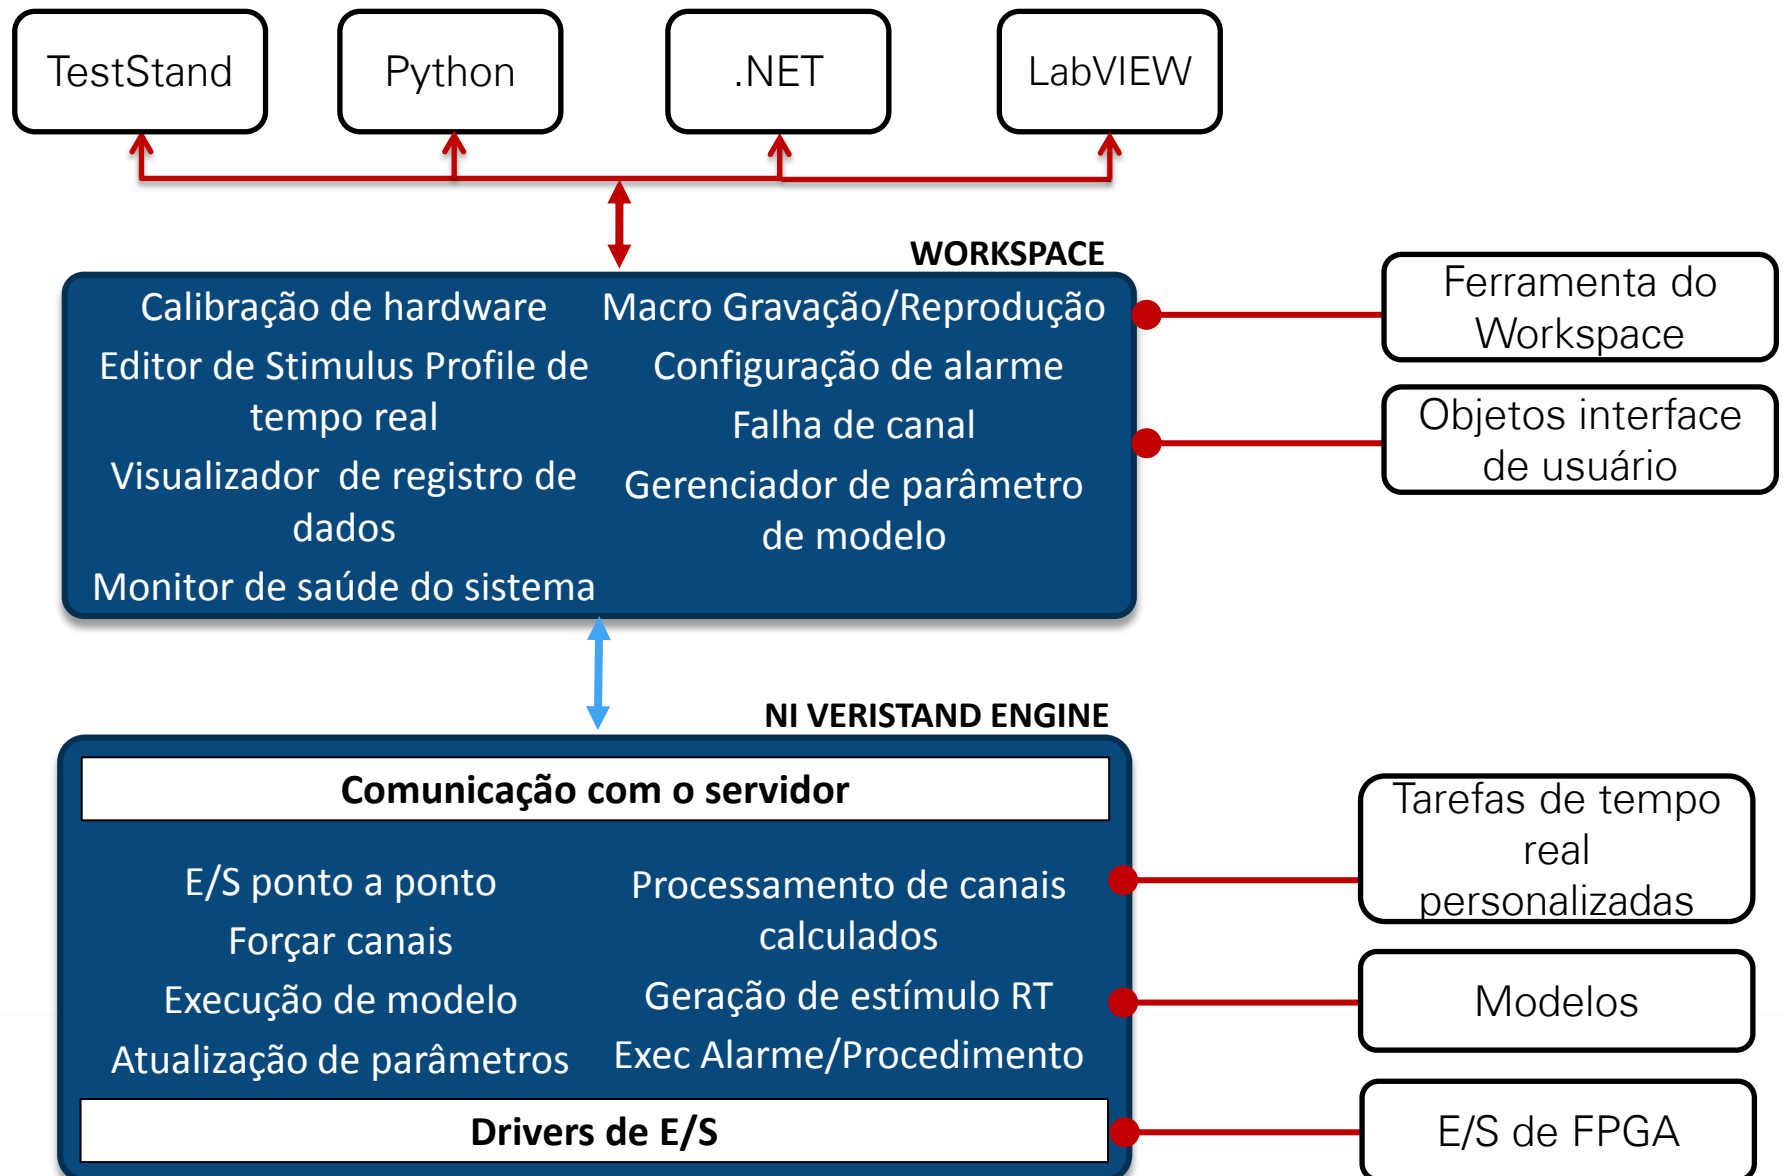 TestStand
Python
.NET
LabVIEW
WORKSPACE
Calibração de hardware
Editor de Stimulus Profile de
tempo real
Visualizador de registro de
dados
Monitor de saúde do sistema
Macro Gravação/Reprodução
Configuração de alarme
Falha de canal
Gerenciador de parâmetro
de modelo
Ferramenta do
Workspace
Objetos interface
de usuário
NI VERISTAND ENGINE
Comunicação com o servidor
E/S ponto a ponto
Forçar canais
Execução de modelo
Atualização de parâmetros
Processamento de canais
calculados
Geração de estímulo RT
Exec Alarme/Procedimento
Drivers de E/S
Tarefas de tempo
real
personalizadas
Modelos
E/S de FPGA